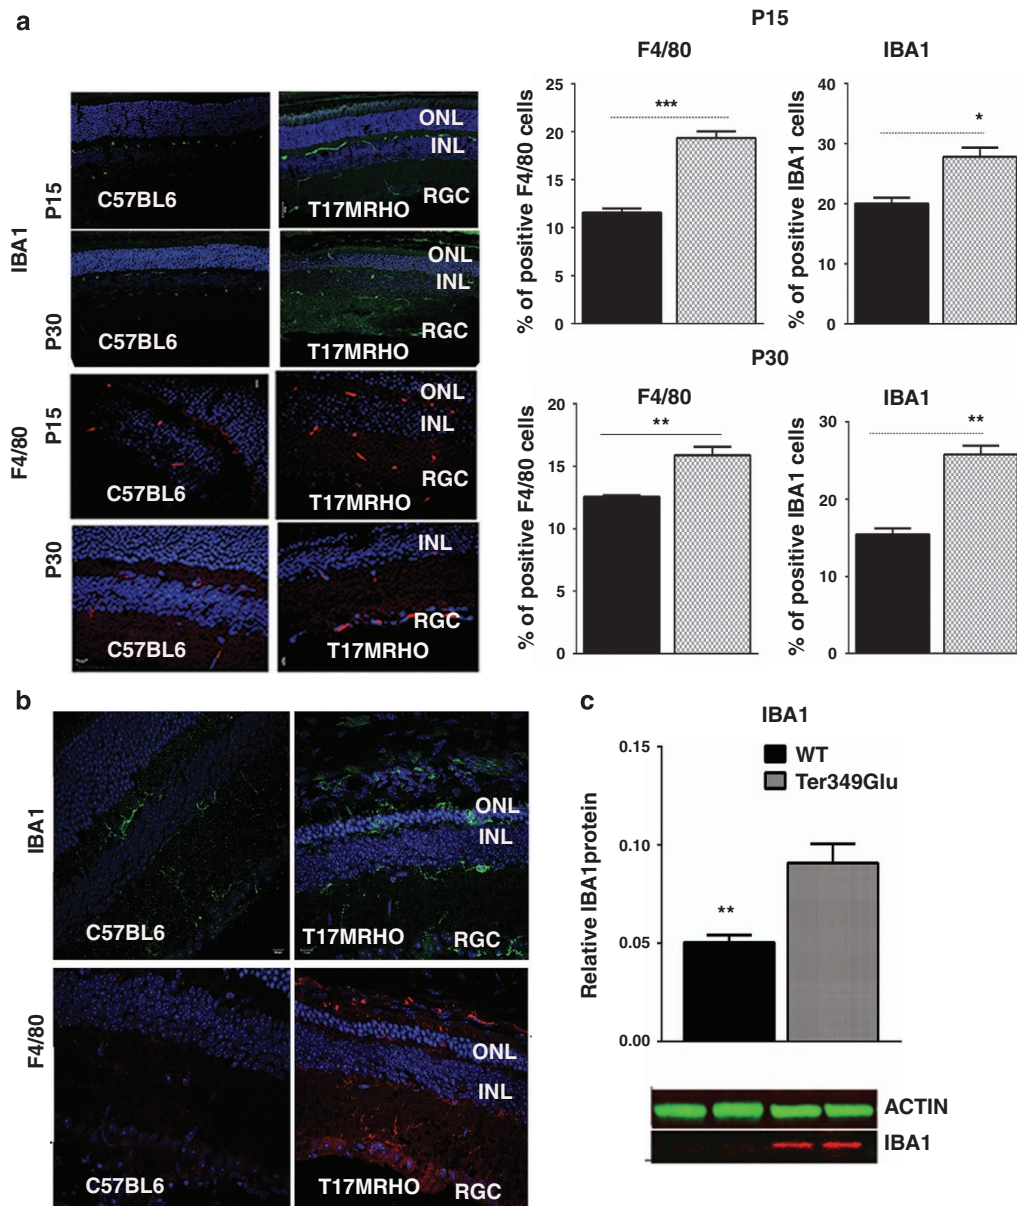 a
P15
F4/80
IBA1
ONL
INL
RGC
C57BL6
T17MRHO
P15
ONL
INL
RGC
C57BL6
T17MRHO
P30
IBA1
ONL
INL
RGC
C57BL6
T17MRHO
P15
INL
RGC
C57BL6
T17MRHO
P30
F4/80
% of positive F4/80 cells
25
20
15
10
5
0
***
% of positive IBA1 cells
40
30
20
10
0
*
P30
F4/80
IBA1
% of positive F4/80 cells
20
15
10
5
0
**
% of positive IBA1 cells
30
20
10
0
**
b
IBA1
C57BL6
ONL
INL
T17MRHO
RGC
F4/80
C57BL6
ONL
INL
T17MRHO
RGC
c
IBA1
WT
Ter349Glu
Relative IBA1protein
0.15
0.10
0.05
0.00
**
ACTIN
IBA1